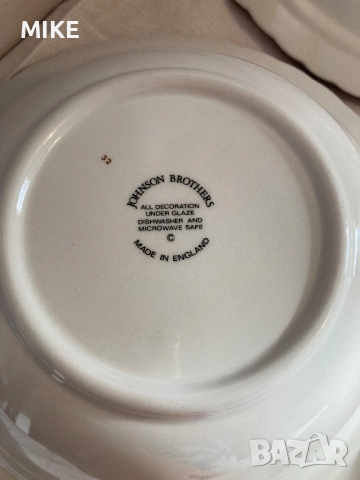 MIKE
32
JOHNSON BROTHERS
ALL DECORATION
UNDER GLAZE
DISHWASHER AND
MICROWAVE SAFE
©
MADE IN ENGLAND
BAZAR